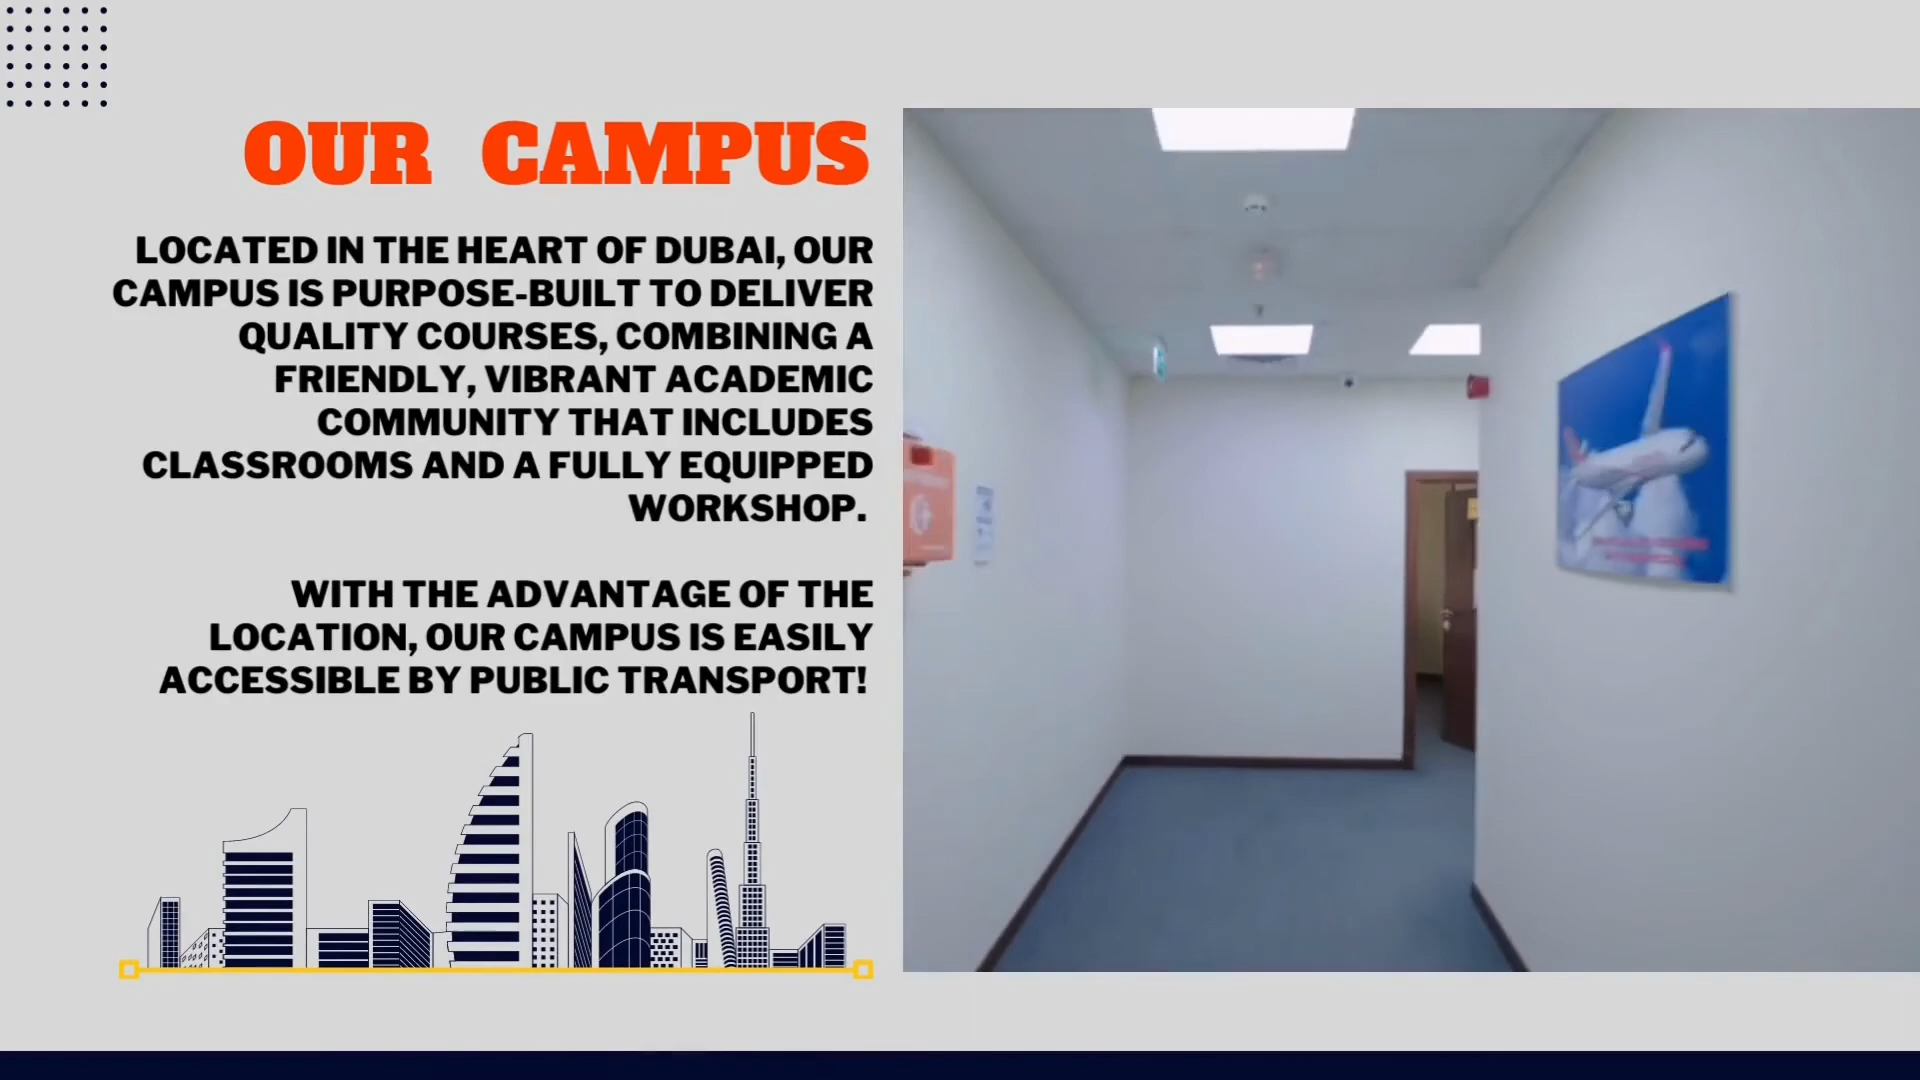 OUR CAMPUS
LOCATED IN THE HEART OF DUBAI, OUR
CAMPUS IS PURPOSE-BUILT TO DELIVER
QUALITY COURSES, COMBINING A
FRIENDLY, VIBRANT ACADEMIC
COMMUNITY THAT INCLUDES
CLASSROOMS AND A FULLY EQUIPPED
WORKSHOP.
WITH THE ADVANTAGE OF THE
LOCATION, OUR CAMPUS IS EASILY
ACCESSIBLE BY PUBLIC TRANSPORT!